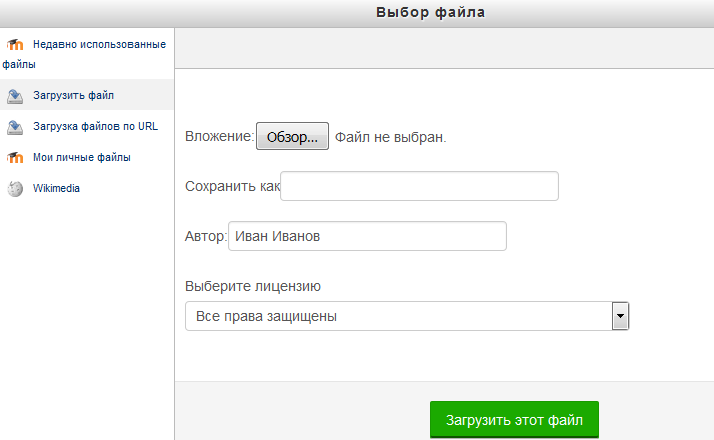 Выбор файла
Недавно использованные
файлы
Загрузить файл
Загрузка файлов по URL
Мои личные файлы
Wikimedia
Вложение: Обзор... Файл не выбран.
Сохранить как
Автор: Иван Иванов
Выберите лицензию
Все права защищены
Загрузить этот файл